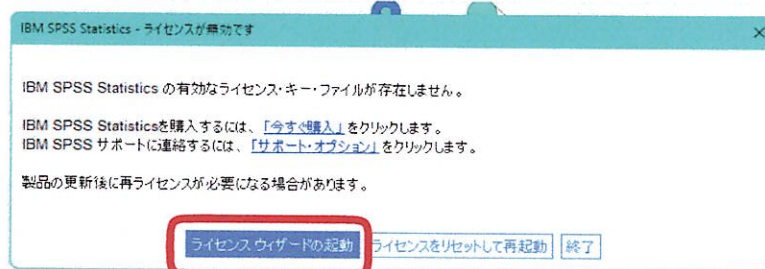 IBM SPSS Statistics - ライセンスが無効です
IBM SPSS Statistics の有効なライセンス・キー・ファイルが存在しません。
IBM SPSS Statisticsを購入するには、「今すぐ購入」をクリックします。
IBM SPSS サポートに連絡するには、「サポート・オプション」をクリックします。
製品の更新後に再ライセンスが必要になる場合があります。
ライセンス ウィザードの起動 ライセンスをリセットして再起動 終了